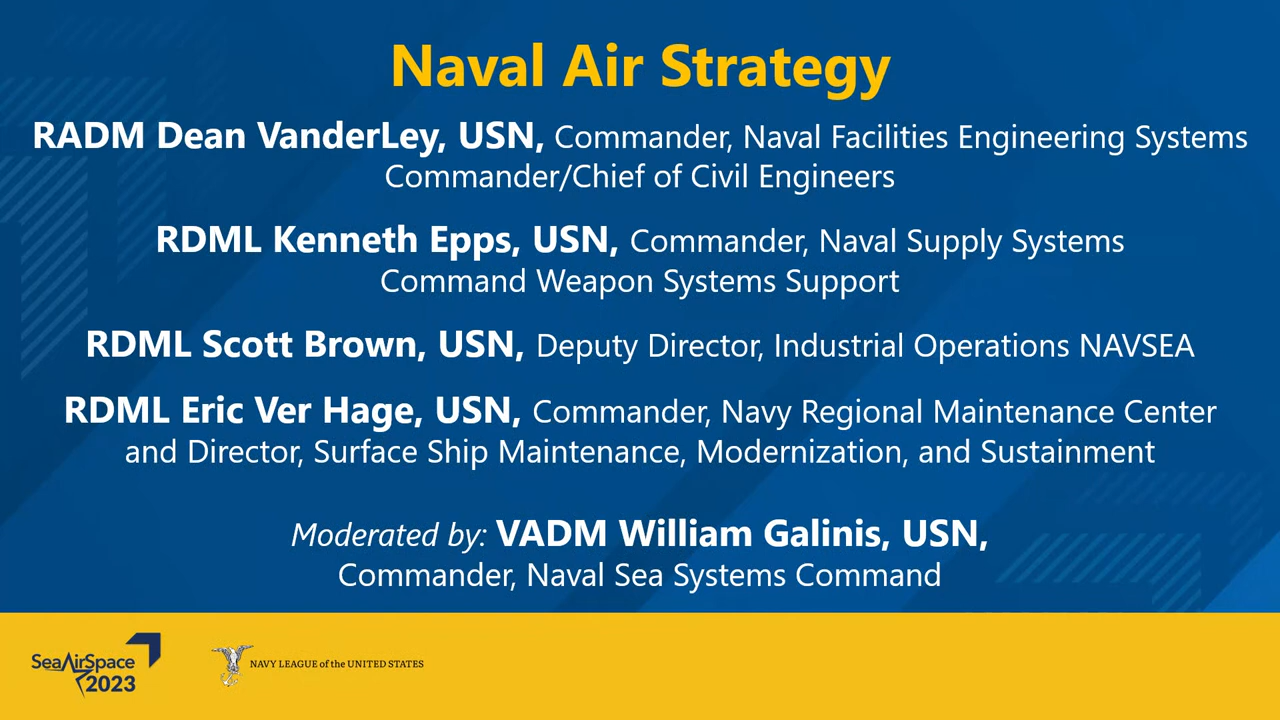 Naval Air Strategy
RADM Dean VanderLey, USN, Commander, Naval Facilities Engineering Systems
Commander/Chief of Civil Engineers
RDML Kenneth Epps, USN, Commander, Naval Supply Systems
Command Weapon Systems Support
RDML Scott Brown, USN, Deputy Director, Industrial Operations NAVSEA
RDML Eric Ver Hage, USN, Commander, Navy Regional Maintenance Center
and Director, Surface Ship Maintenance, Modernization, and Sustainment
Moderated by: VADM William Galinis, USN,
Commander, Naval Sea Systems Command
SeaAirSpace
2023
NAVY LEAGUE of the UNITED STATES